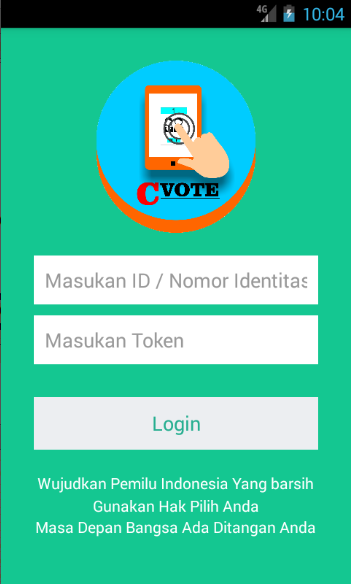 4G 10:04
CVOTE
Masukan ID / Nomor Identitas
Masukan Token
Login
Wujudkan Pemilu Indonesia Yang barsih
Gunakan Hak Pilih Anda
Masa Depan Bangsa Ada Ditangan Anda